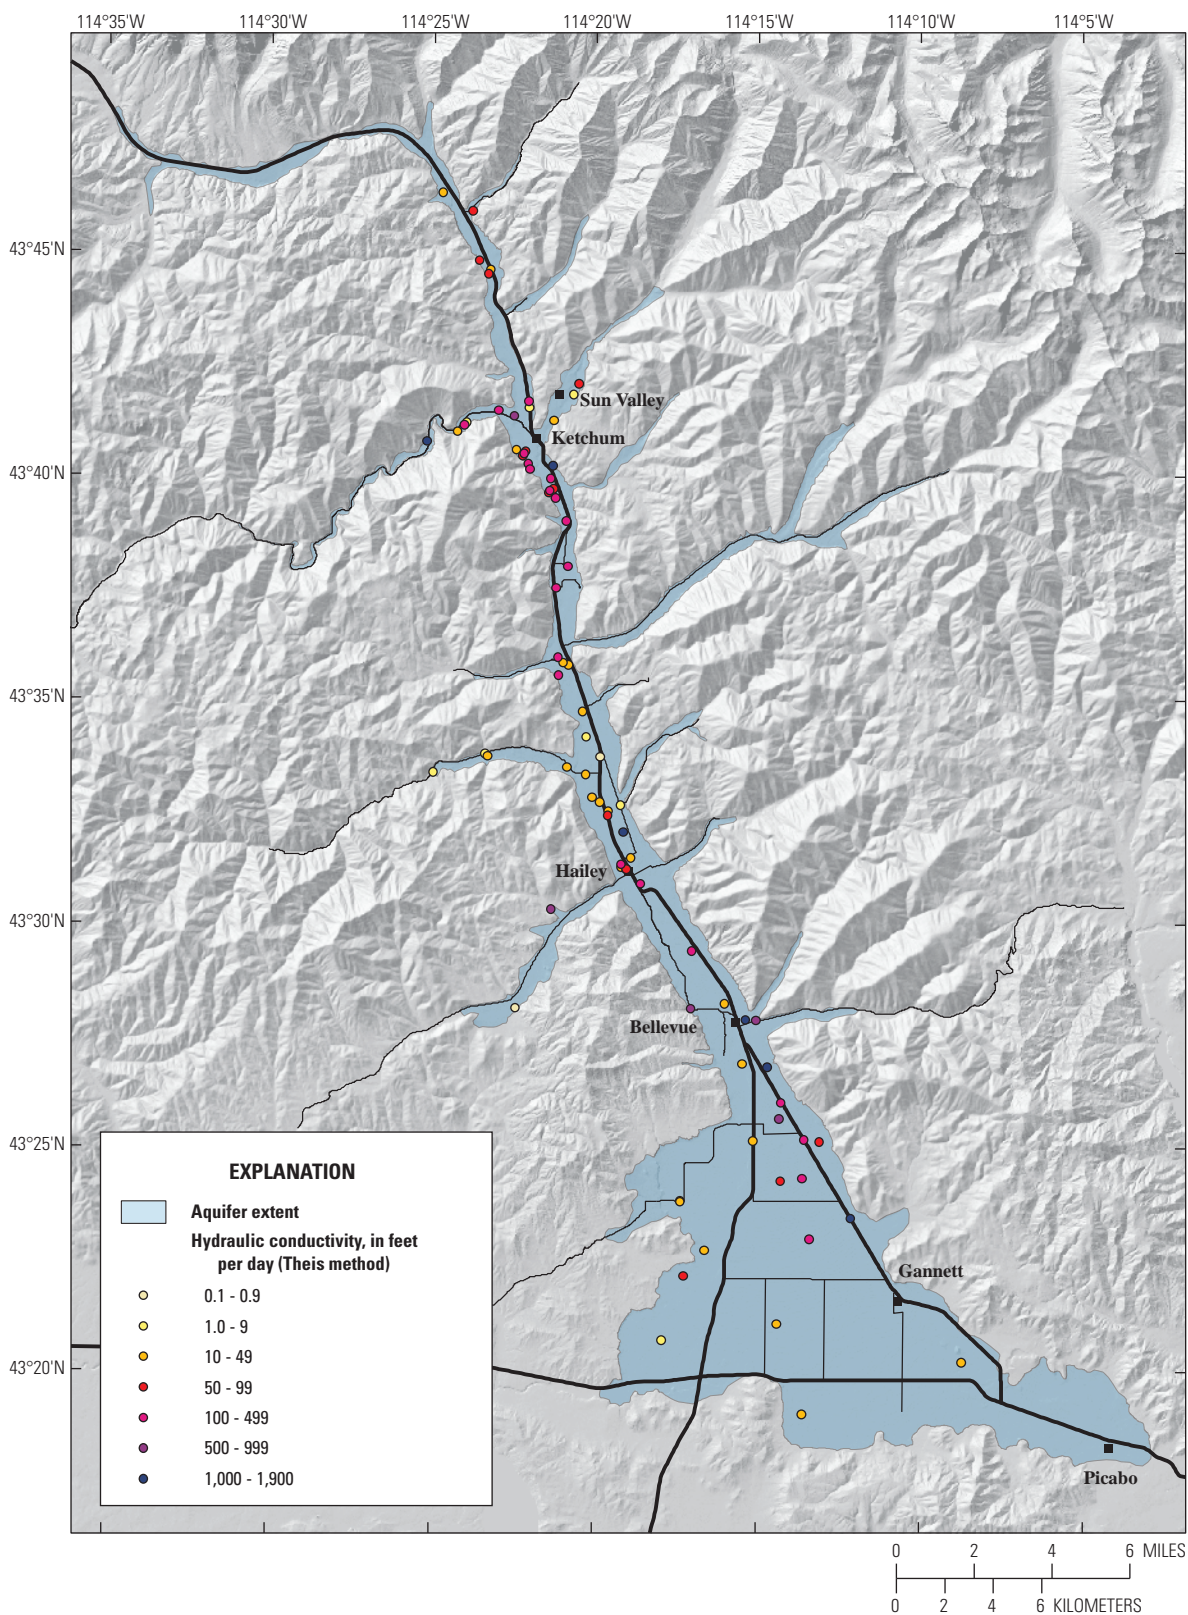 114°35'W 114°30'W 114°25'W 114°20'W 114°15'W 114°10'W 114°5'W
43°45'N
Sun Valley
Ketchum
43°40'N
43°35'N
Hailey
43°30'N
Bellevue
43°25'N
EXPLANATION
Aquifer extent
Hydraulic conductivity, in feet
per day (Theis method)
0.1 - 0.9
1.0 - 9
10 - 49
50 - 99
100 - 499
500 - 999
1,000 - 1,900
Gannett
43°20'N
Picabo
0 2 4 6 MILES
0 2 4 6 KILOMETERS